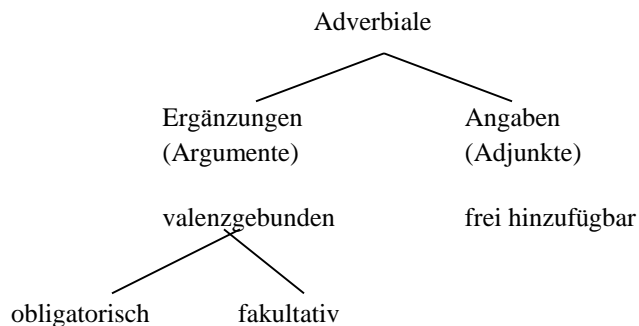 Adverbiale
Ergänzungen Angaben
(Argumente) (Adjunkte)
valenzgebunden frei hinzufügbar
obligatorisch fakultativ